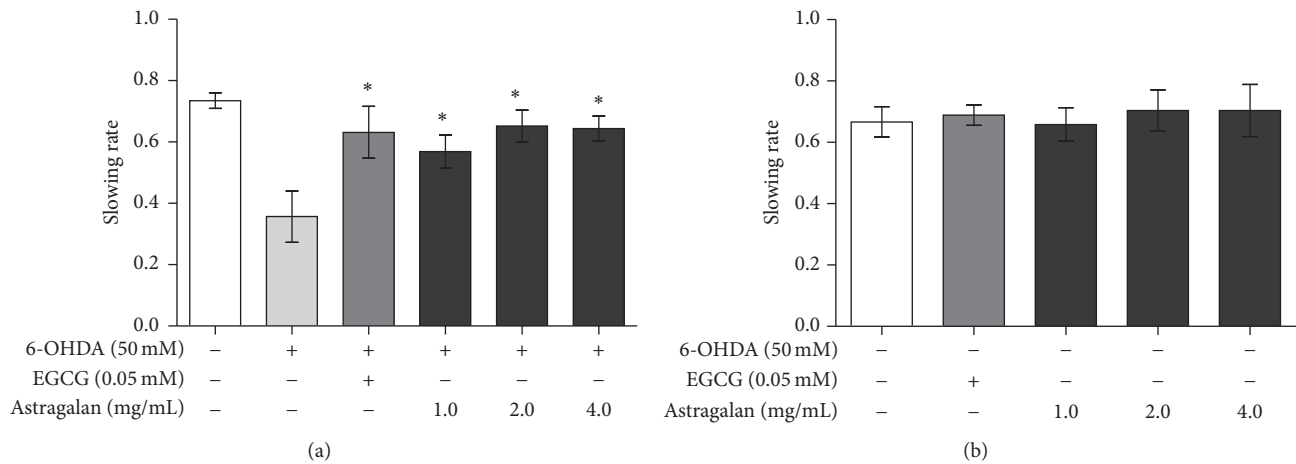 1.0
0.8
0.6
0.4
0.2
0.0
Slowing rate
* * * * 
6-OHDA (50 mM) – + + + + +
EGCG (0.05 mM) – – + – – –
Astragalan (mg/mL) – – – 1.0 2.0 4.0
(a)
1.0
0.8
0.6
0.4
0.2
0.0
Slowing rate
6-OHDA (50 mM) – – – – –
EGCG (0.05 mM) – + – – –
Astragalan (mg/mL) – – 1.0 2.0 4.0
(b)